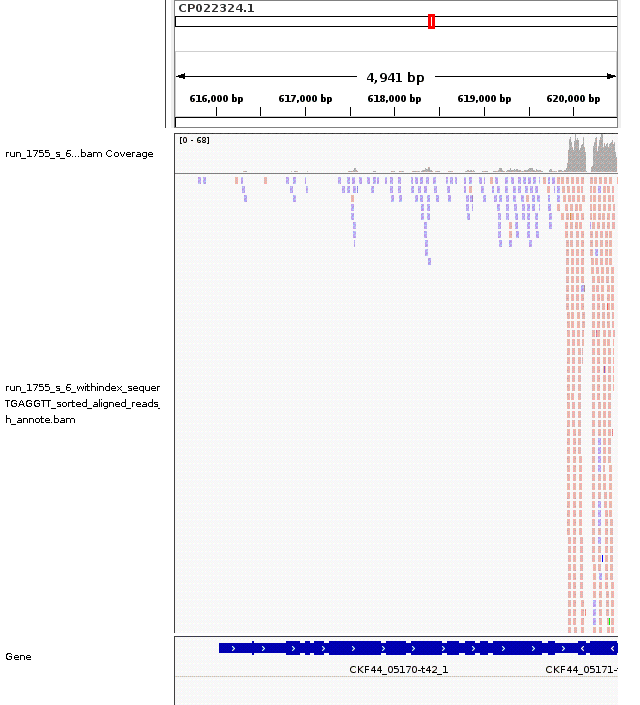 CP022324.1
4,941 bp
616,000 bp 617,000 bp 618,000 bp 619,000 bp 620,000 bp
[0 - 68]
run_1755_s_6...bam Coverage
run_1755_s_6_withindex_sequer
TGAGGTT_sorted_aligned_reads_
h_annote.bam
Gene
CKF44_05170-t42_1 CKF44_05171-